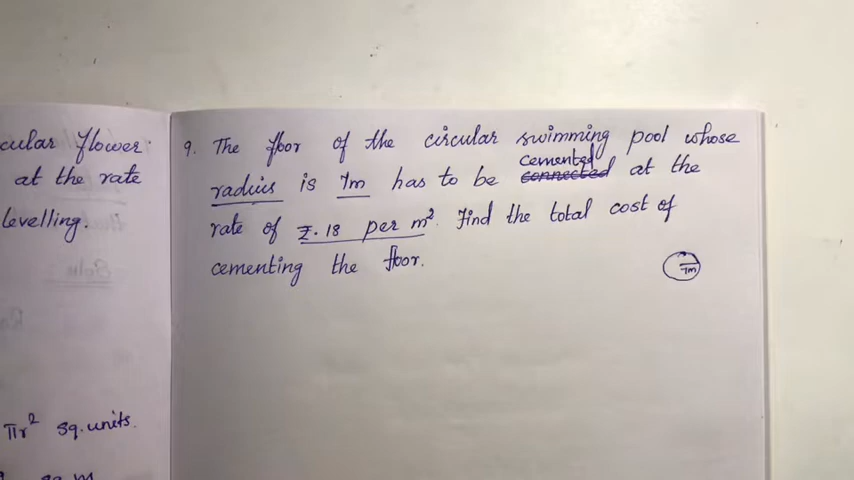 cular flower.
at the rate
levelling.
πr² sq.units.
sq m
9. The floor of the circular swimming pool whose
radius is 7m has to be connected cemented at the
rate of ₹.18 per m². Find the total cost of
cementing the floor.
7m